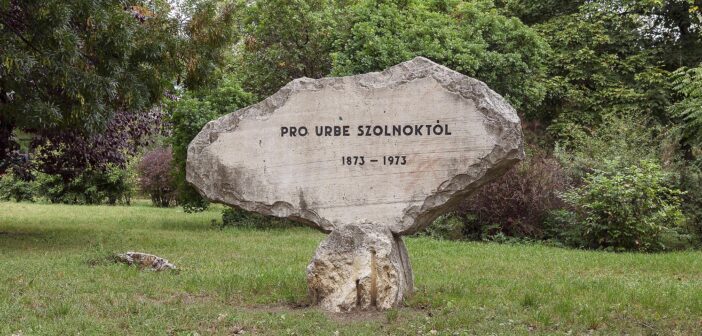 PRO URBE SZOLNOKTÓL
1873 – 1973